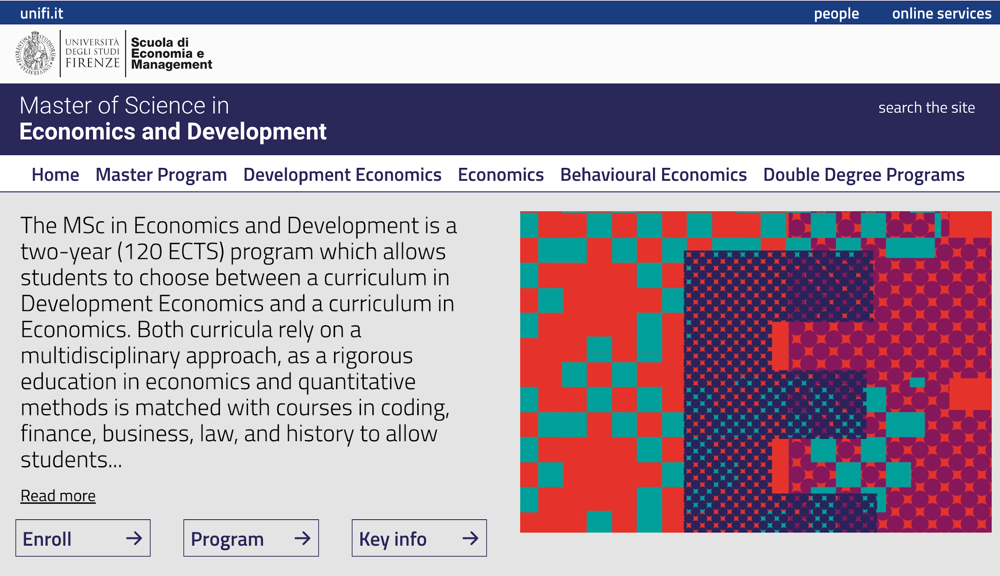 unifi.it people online services
FLORENTINA STUDIORUM UNIVERSITAS
UNIVERSITÀ
DEGLI STUDI
FIRENZE
Scuola di
Economia e
Management
Master of Science in
Economics and Development
search the site
Home Master Program Development Economics Economics Behavioural Economics Double Degree Programs
The MSc in Economics and Development is a
two-year (120 ECTS) program which allows
students to choose between a curriculum in
Development Economics and a curriculum in
Economics. Both curricula rely on a
multidisciplinary approach, as a rigorous
education in economics and quantitative
methods is matched with courses in coding,
finance, business, law, and history to allow
students...
Read more
Enroll → Program → Key info →